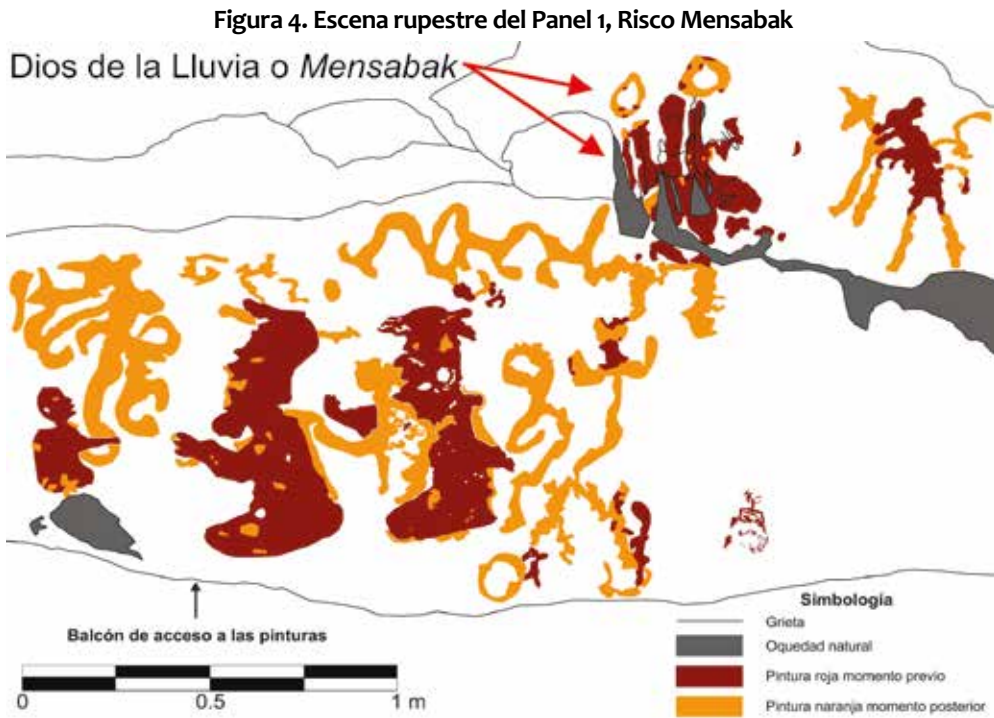 Figura 4. Escena rupestre del Panel 1, Risco Mensabak
Dios de la Lluvia o Mensabak
Balcón de acceso a las pinturas
0 0.5 1 m
Simbología
Grieta
Oquedad natural
Pintura roja momento previo
Pintura naranja momento posterior